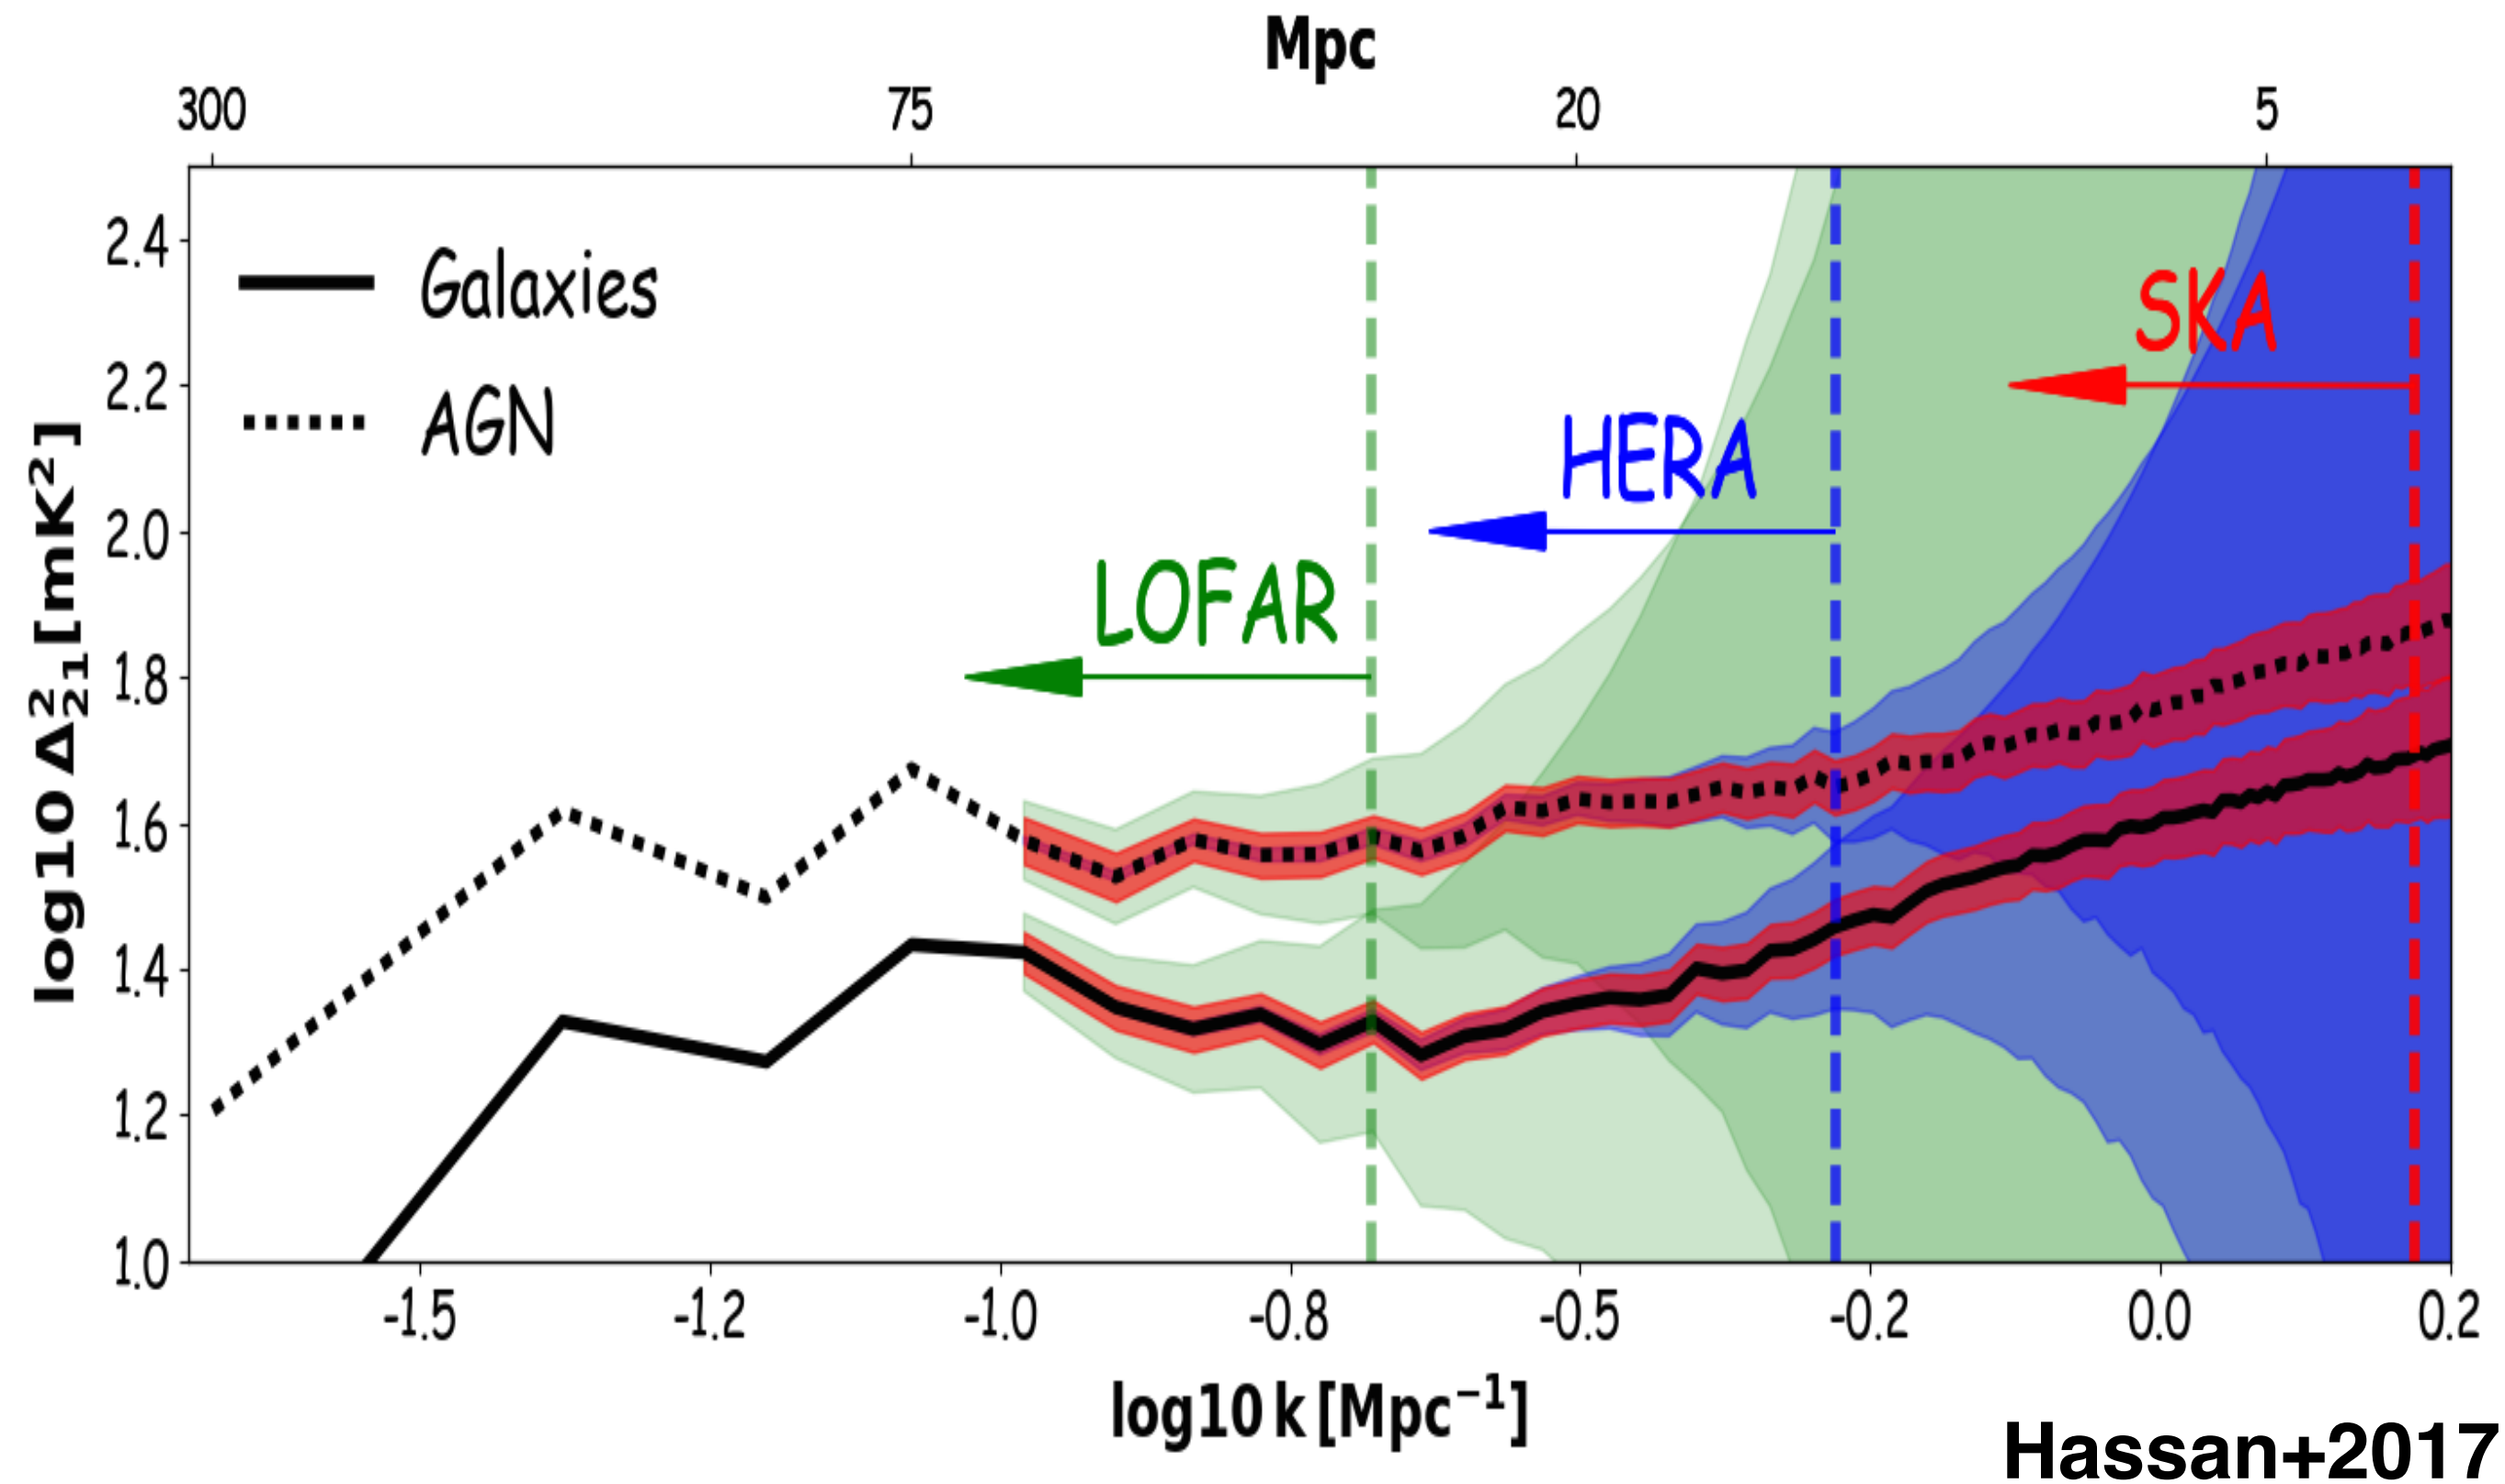 Mpc
300 75 20 5
2.4
2.2
2.0
1.8
1.6
1.4
1.2
1.0
log10 Δ²₂₁[mK²]
Galaxies
AGN
LOFAR
HERA
SKA
-1.5 -1.2 -1.0 -0.8 -0.5 -0.2 0.0 0.2
log10 k [Mpc⁻¹]
Hassan+2017